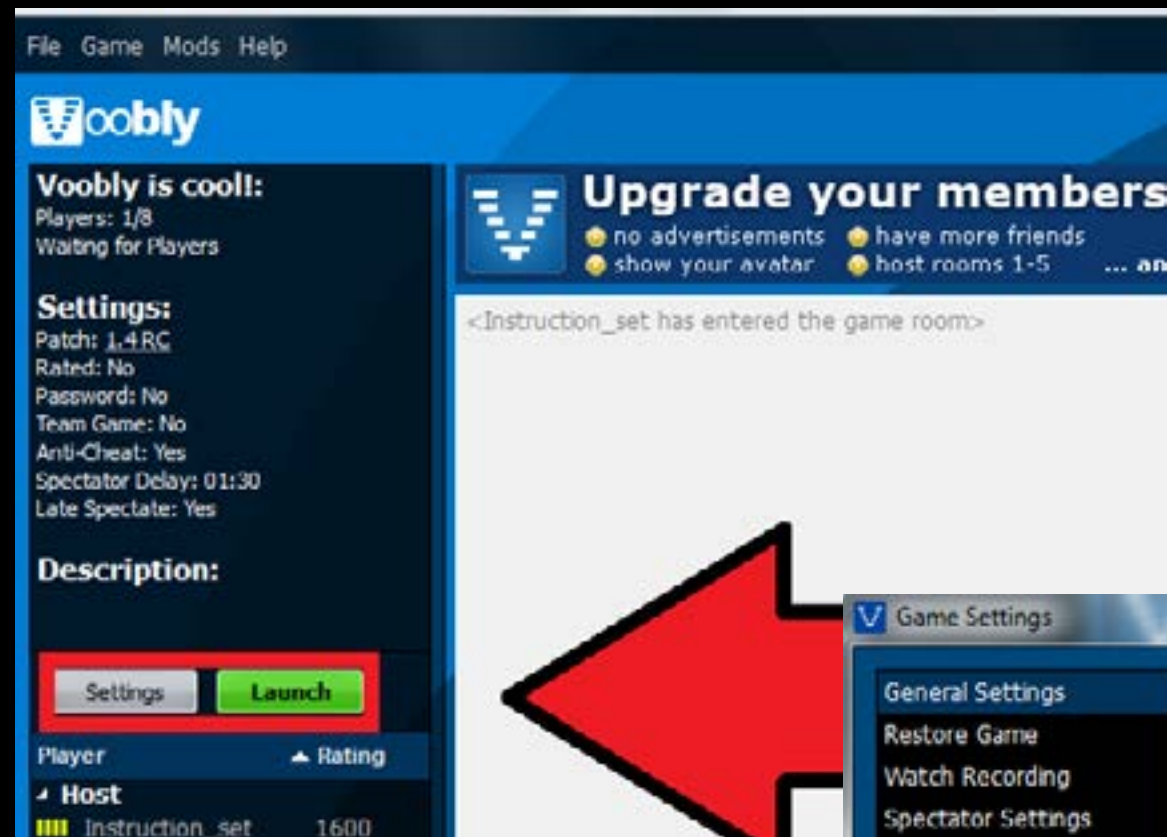 File Game Mods Help
Voobly
Voobly is cool!:
Players: 1/8
Waiting for Players
Settings:
Patch: 1.4 RC
Rated: No
Password: No
Team Game: No
Anti-Cheat: Yes
Spectator Delay: 01:30
Late Spectate: Yes
Description:
Settings Launch
Player Rating
Host
Instruction_set 1600
Upgrade your members
no advertisements have more friends
show your avatar host rooms 1-5 ... an
<Instruction_set has entered the game room>
Game Settings
General Settings
Restore Game
Watch Recording
Spectator Settings